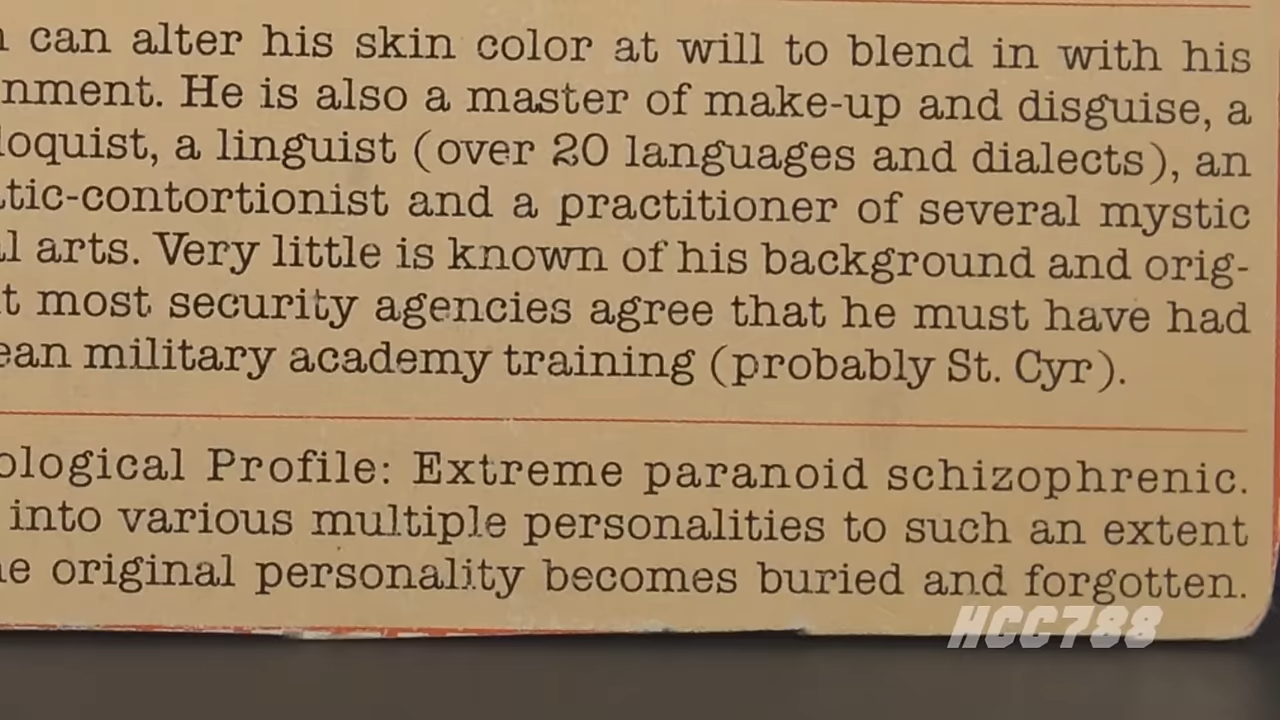 can alter his skin color at will to blend in with his
nment. He is also a master of make-up and disguise, a
loquist, a linguist (over 20 languages and dialects), an
tic-contortionist and a practitioner of several mystic
l arts. Very little is known of his background and orig-
t most security agencies agree that he must have had
ean military academy training (probably St. Cyr).
ological Profile: Extreme paranoid schizophrenic.
into various multiple personalities to such an extent
e original personality becomes buried and forgotten.
HCC788